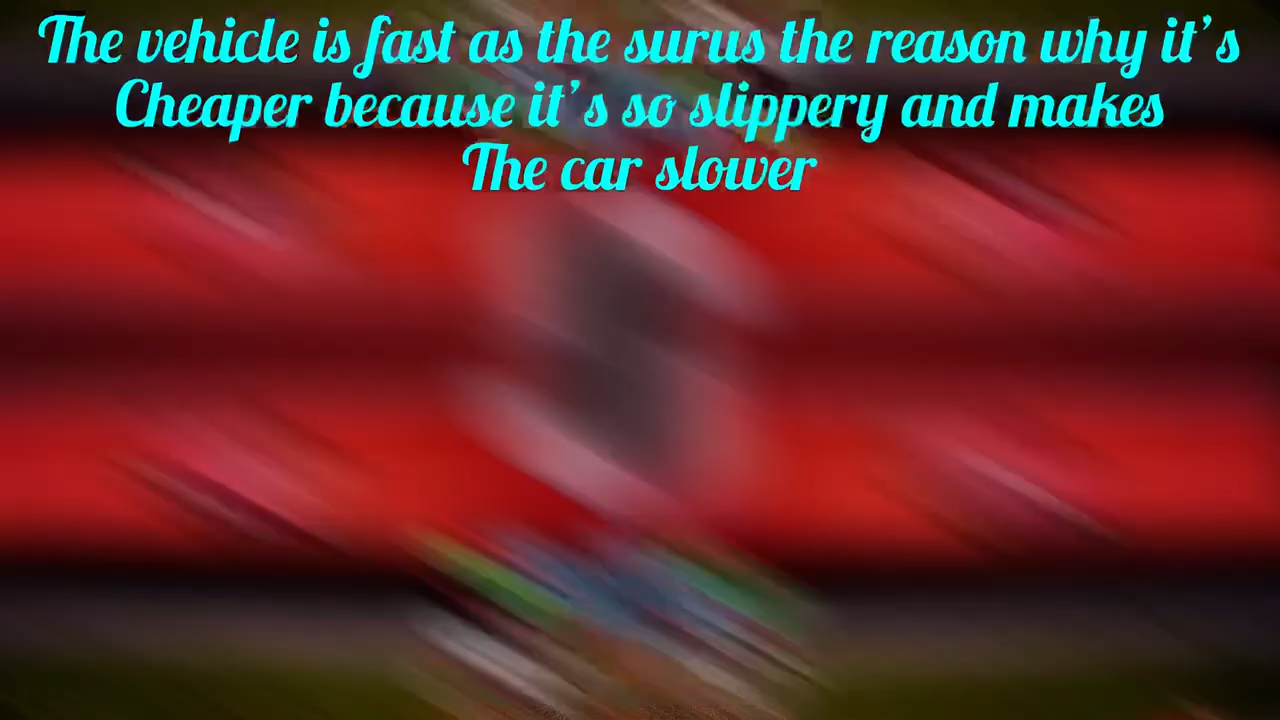 The vehicle is fast as the surus the reason why it's
Cheaper because it's so slippery and makes
The car slower